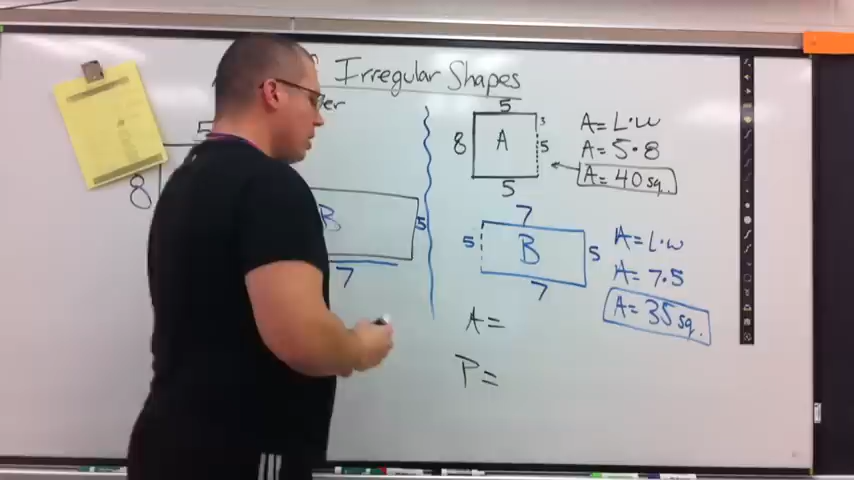 Irregular Shapes
er
5
8
B
5
7
5
8
A
3
5
5
A= L·w
A= 5·8
A= 40 sq.
7
5
B
5
7
A= L·w
A= 7·5
A= 35 sq.
A=
P=